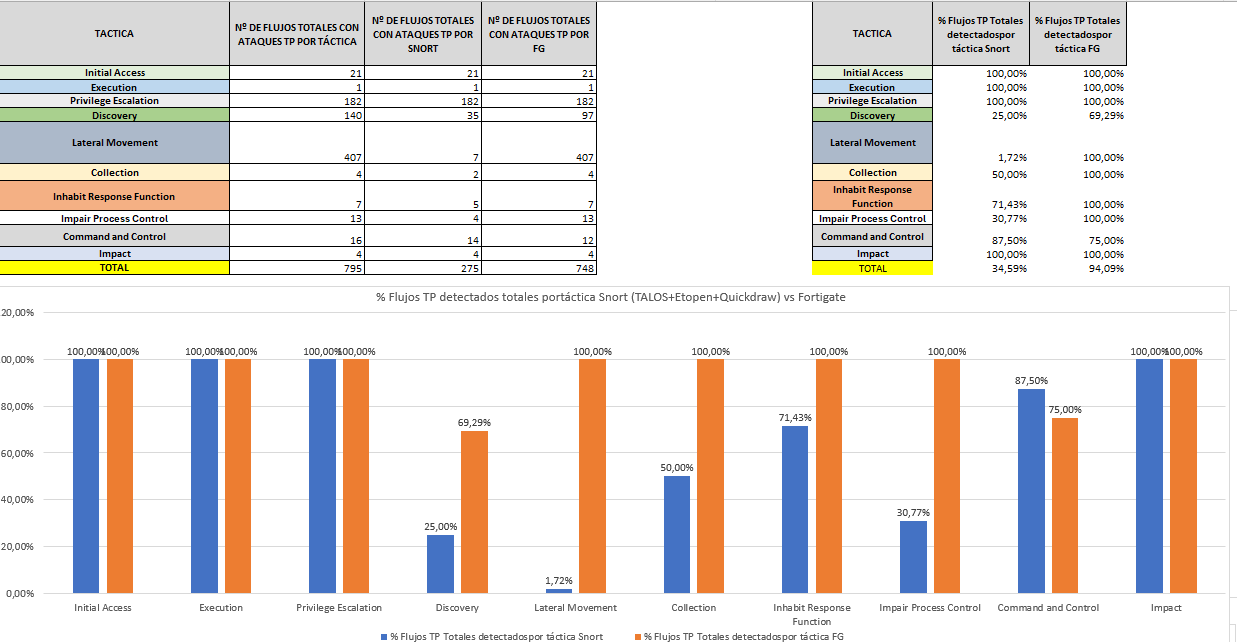 TACTICA Nº DE FLUJOS TOTALES CON ATAQUES TP POR TÁCTICA Nº DE FLUJOS TOTALES CON ATAQUES TP POR SNORT Nº DE FLUJOS TOTALES CON ATAQUES TP POR FG
Initial Access 21 21 21
Execution 1 1 1
Privilege Escalation 182 182 182
Discovery 140 35 97
Lateral Movement 407 7 407
Collection 4 2 4
Inhabit Response Function 7 5 7
Impair Process Control 13 4 13
Command and Control 16 14 12
Impact 4 4 4
TOTAL 795 275 748
TACTICA % Flujos TP Totales detectadospor táctica Snort % Flujos TP Totales detectadospor táctica FG
Initial Access 100,00% 100,00%
Execution 100,00% 100,00%
Privilege Escalation 100,00% 100,00%
Discovery 25,00% 69,29%
Lateral Movement 1,72% 100,00%
Collection 50,00% 100,00%
Inhabit Response Function 71,43% 100,00%
Impair Process Control 30,77% 100,00%
Command and Control 87,50% 75,00%
Impact 100,00% 100,00%
TOTAL 34,59% 94,09%
% Flujos TP detectados totales portáctica Snort (TALOS+Etopen+Quickdraw) vs Fortigate
20,00%
00,00%
80,00%
60,00%
40,00%
20,00%
0,00%
100,00% 100,00% 100,00% 100,00% 100,00% 100,00% 25,00% 69,29% 1,72% 100,00% 50,00% 100,00% 71,43% 100,00% 30,77% 100,00% 87,50% 75,00% 100,00% 100,00%
Initial Access Execution Privilege Escalation Discovery Lateral Movement Collection Inhabit Response Function Impair Process Control Command and Control Impact
% Flujos TP Totales detectadospor táctica Snort % Flujos TP Totales detectadospor táctica FG